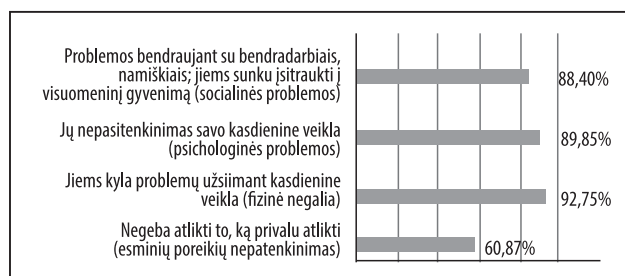 Problemos bendraujant su bendradarbiais,
namiškiais; jiems sunku įsitraukti į
visuomeninį gyvenimą (socialinės problemos)
88,40%
Jų nepasitenkinimas savo kasdienine veikla
(psichologinės problemos)
89,85%
Jiems kyla problemų užsiimant kasdienine
veikla (fizinė negalia)
92,75%
Negeba atlikti to, ką privalu atlikti
(esminių poreikių nepatenkinimas)
60,87%